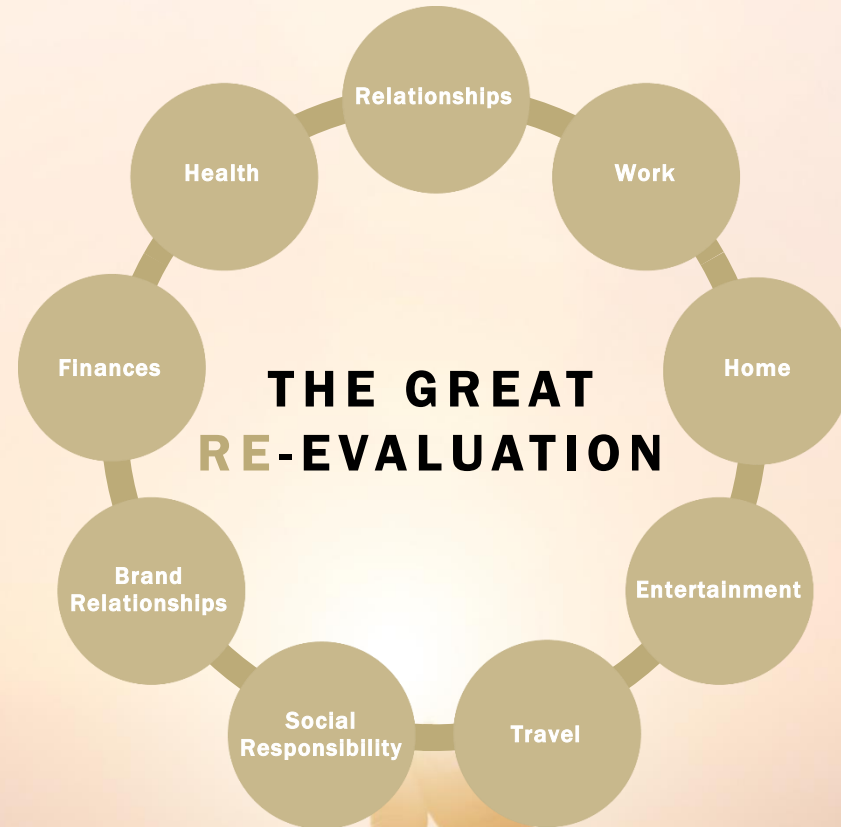 Relationships
Work
Home
Entertainment
Travel
Social
Responsibility
Brand
Relationships
Finances
Health
THE GREAT
RE-EVALUATION